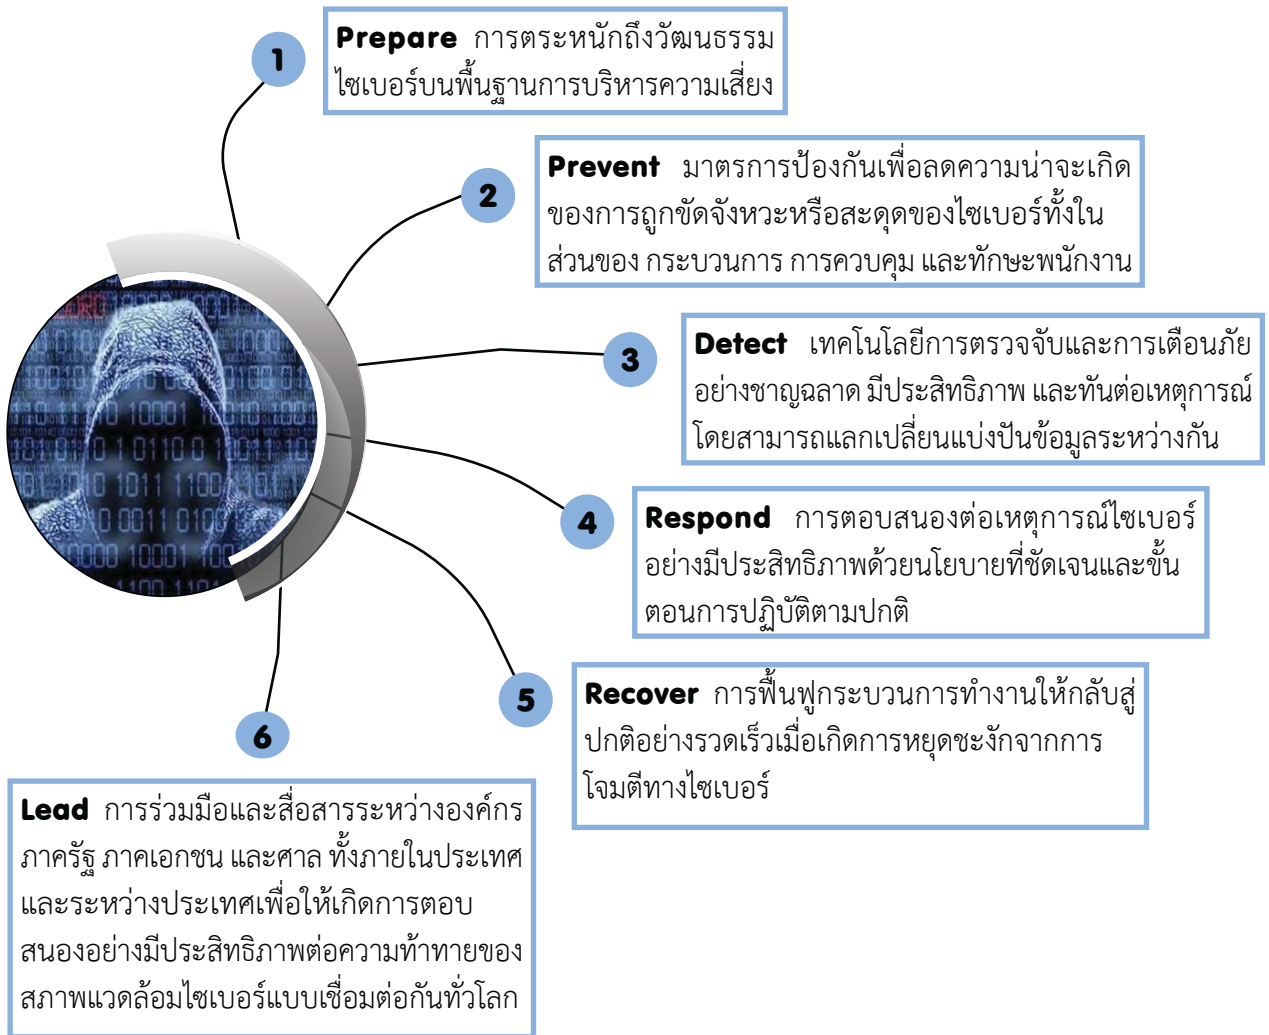 1
Prepare การตระหนักถึงวัฒนธรรม
ไซเบอร์บนพื้นฐานการบริหารความเสี่ยง
2
Prevent มาตรการป้องกันเพื่อลดความน่าจะเกิด
ของการถูกขัดจังหวะหรือสะดุดของไซเบอร์ทั้งใน
ส่วนของ กระบวนการ การควบคุม และทักษะพนักงาน
3
Detect เทคโนโลยีการตรวจจับและการเตือนภัย
อย่างชาญฉลาด มีประสิทธิภาพ และทันต่อเหตุการณ์
โดยสามารถแลกเปลี่ยนแบ่งปันข้อมูลระหว่างกัน
4
Respond การตอบสนองต่อเหตุการณ์ไซเบอร์
อย่างมีประสิทธิภาพด้วยนโยบายที่ชัดเจนและขั้น
ตอนการปฏิบัติตามปกติ
5
Recover การฟื้นฟูกระบวนการทำงานให้กลับสู่
ปกติอย่างรวดเร็วเมื่อเกิดการหยุดชะงักจากการ
โจมตีทางไซเบอร์
6
Lead การร่วมมือและสื่อสารระหว่างองค์กร
ภาครัฐ ภาคเอกชน และศาล ทั้งภายในประเทศ
และระหว่างประเทศเพื่อให้เกิดการตอบ
สนองอย่างมีประสิทธิภาพต่อความท้าทายของ
สภาพแวดล้อมไซเบอร์แบบเชื่อมต่อกันทั่วโลก